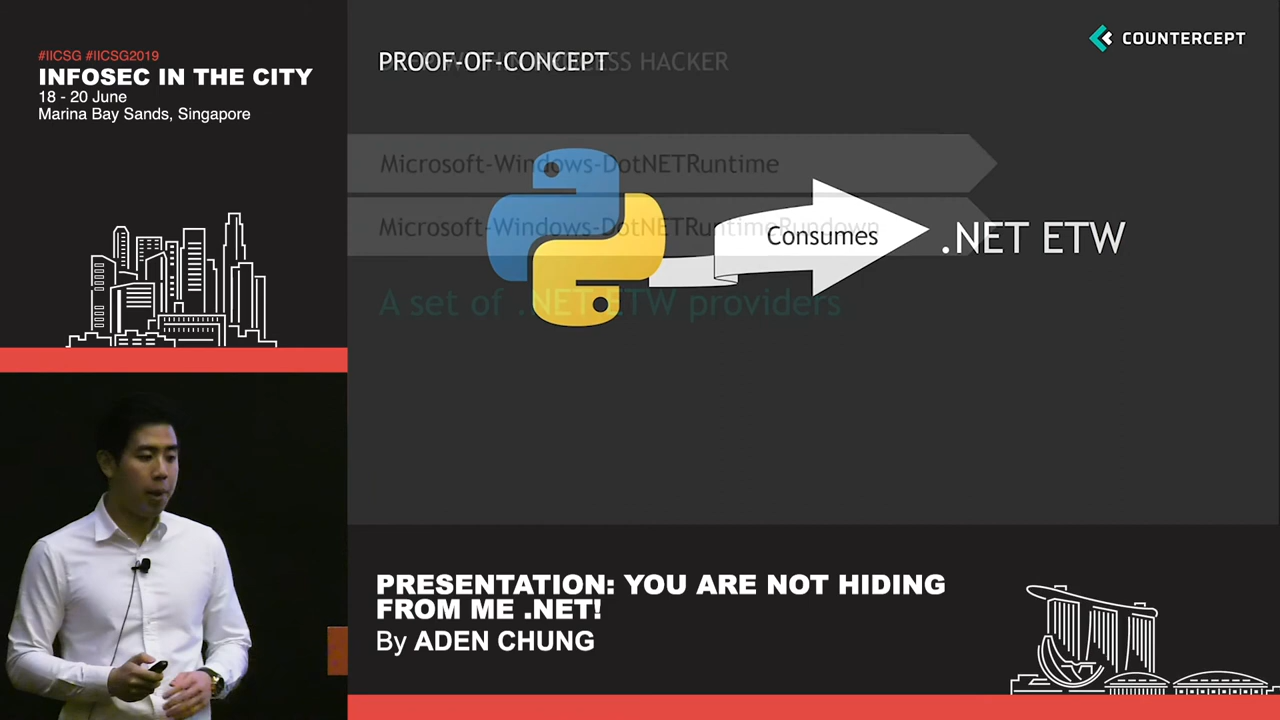 #IICSG #IICSG2019
INFOSEC IN THE CITY
18 - 20 June
Marina Bay Sands, Singapore
COUNTERCEPT
PROOF-OF-CONCEPT
HACKER
Microsoft-Windows-DotNETRuntime
Microsoft-Windows-DotNETRuntimeRundown
Consumes
.NET ETW
A set of .NET ETW providers
PRESENTATION: YOU ARE NOT HIDING
FROM ME .NET!
By ADEN CHUNG